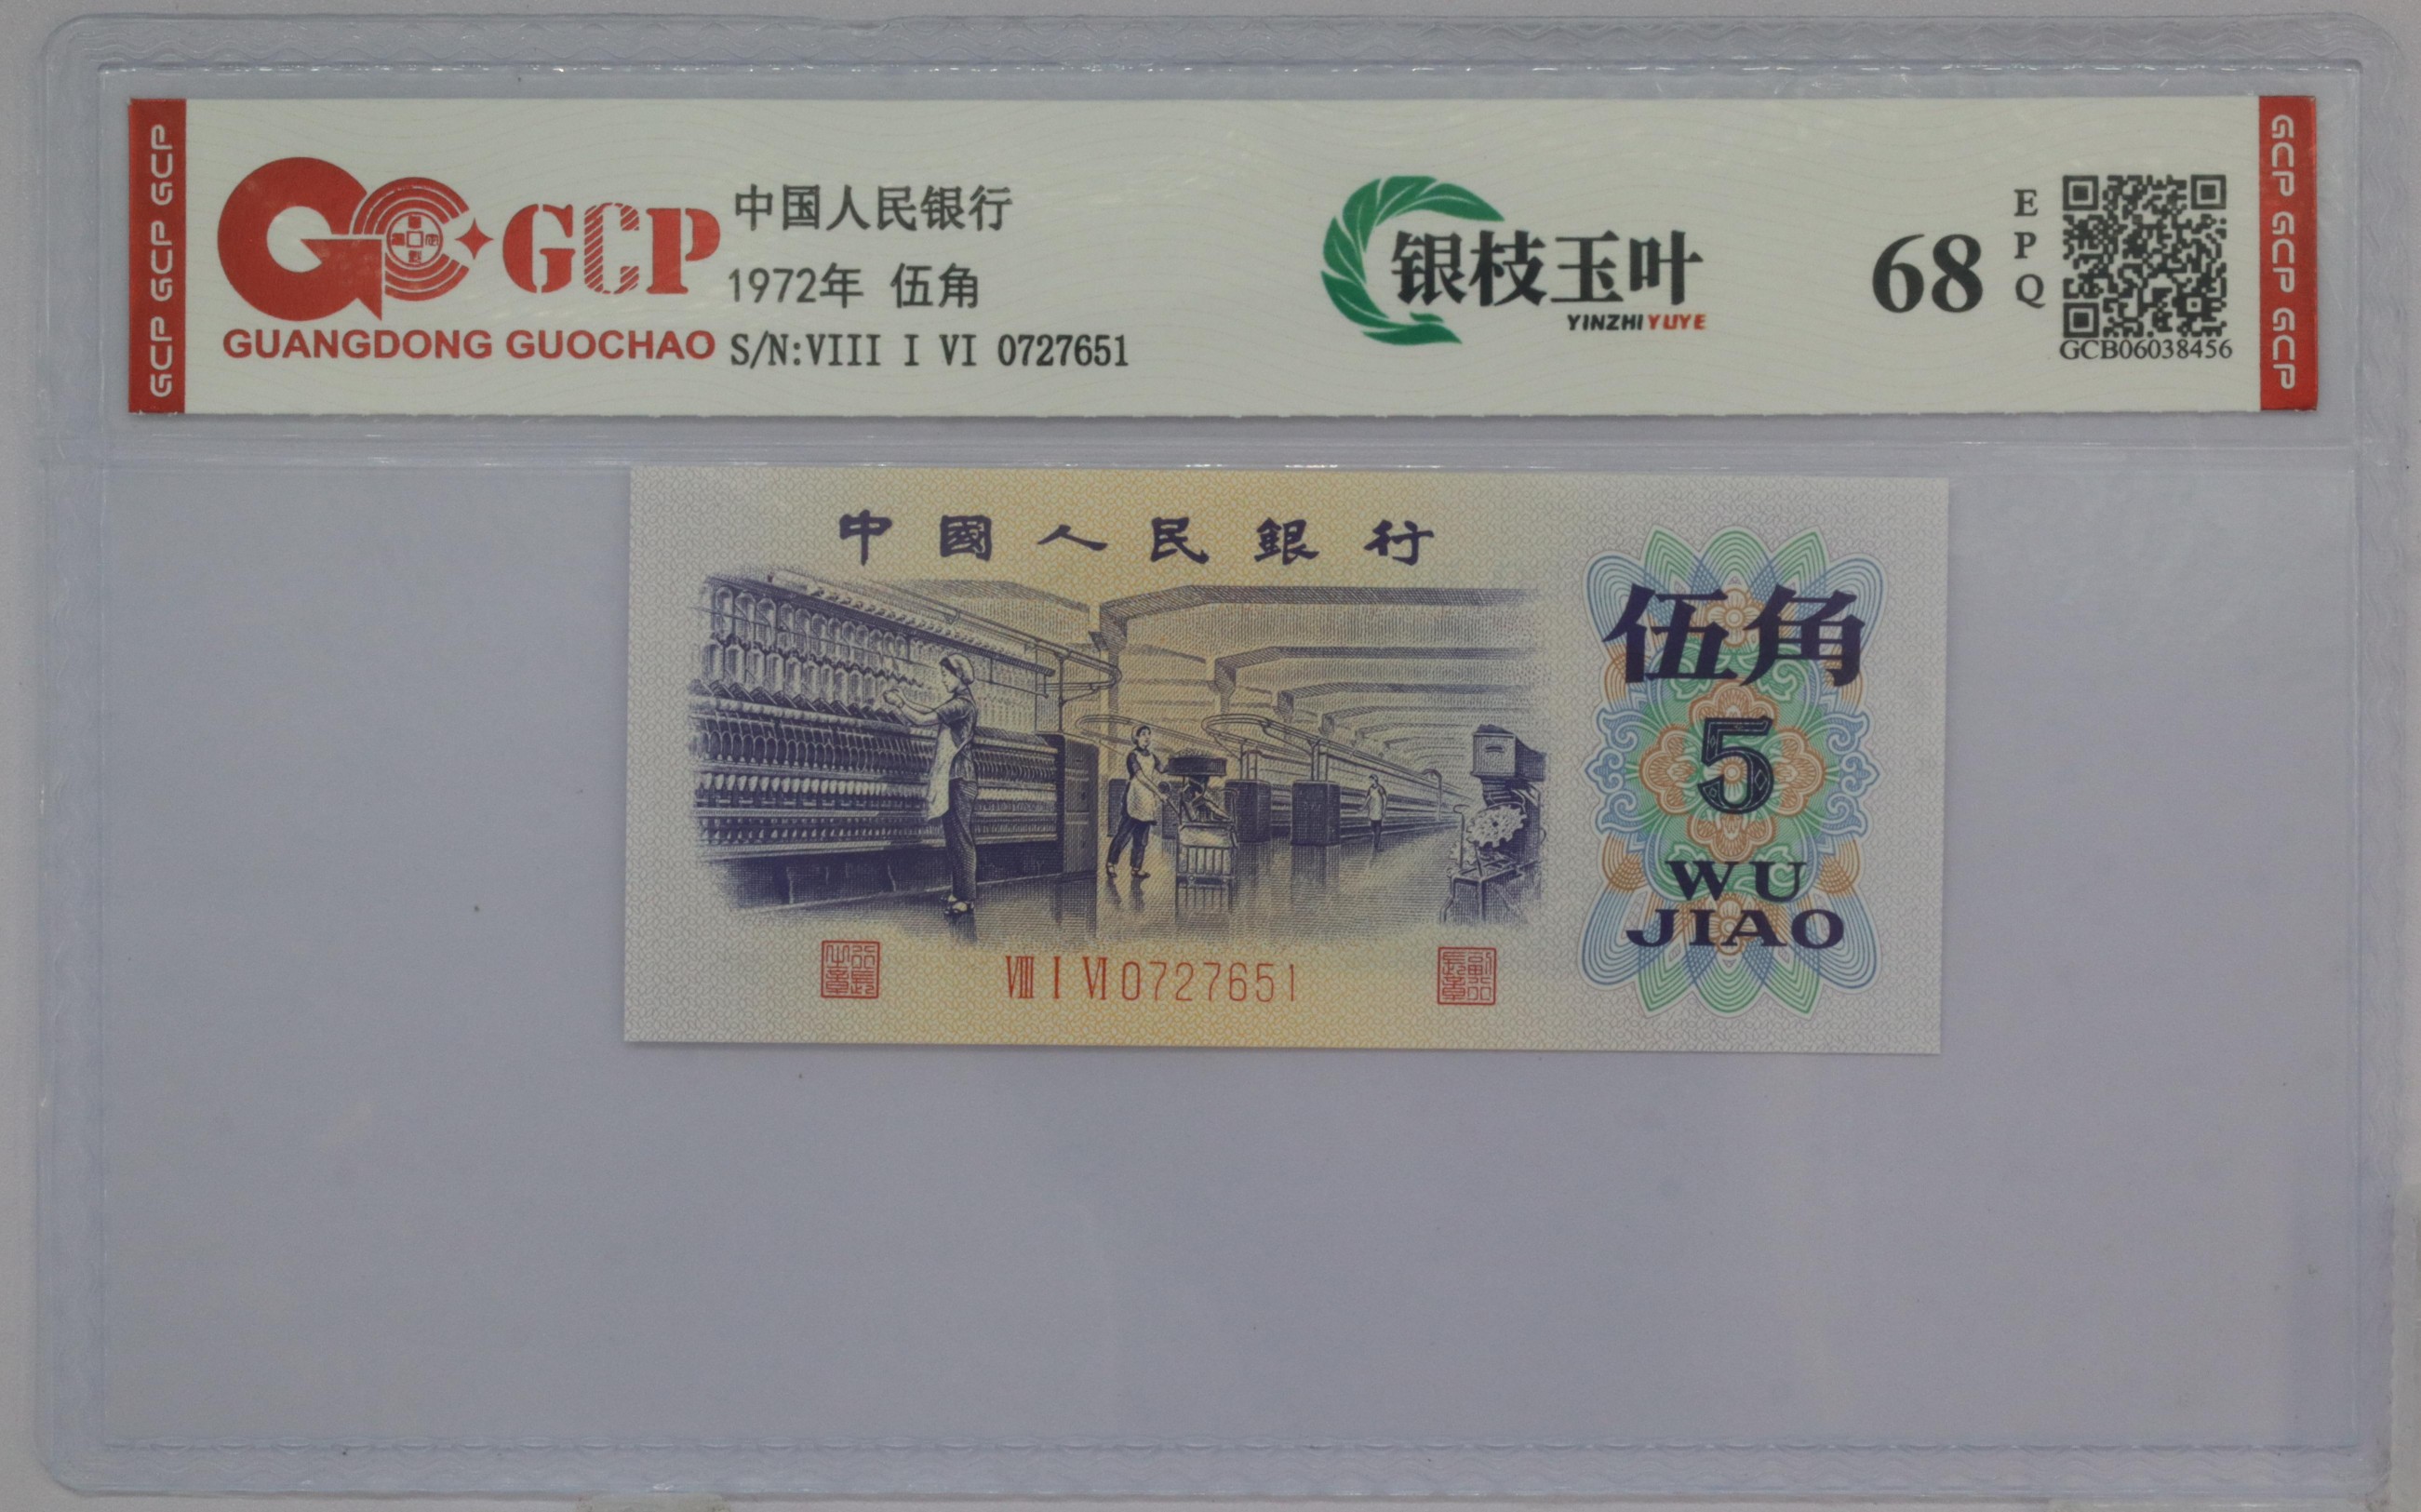 GCP GCP GCP
GCP
GUANGDONG GUOCHAO
中国人民银行
1972年 伍角
S/N:VIII I VI 0727651
银枝玉叶
YINZHI YUYE
68
EPQ
GCB06038456
GCP GCP GCP
中國人民銀行
伍角
5
WU
JIAO
VIII I VI 0727651